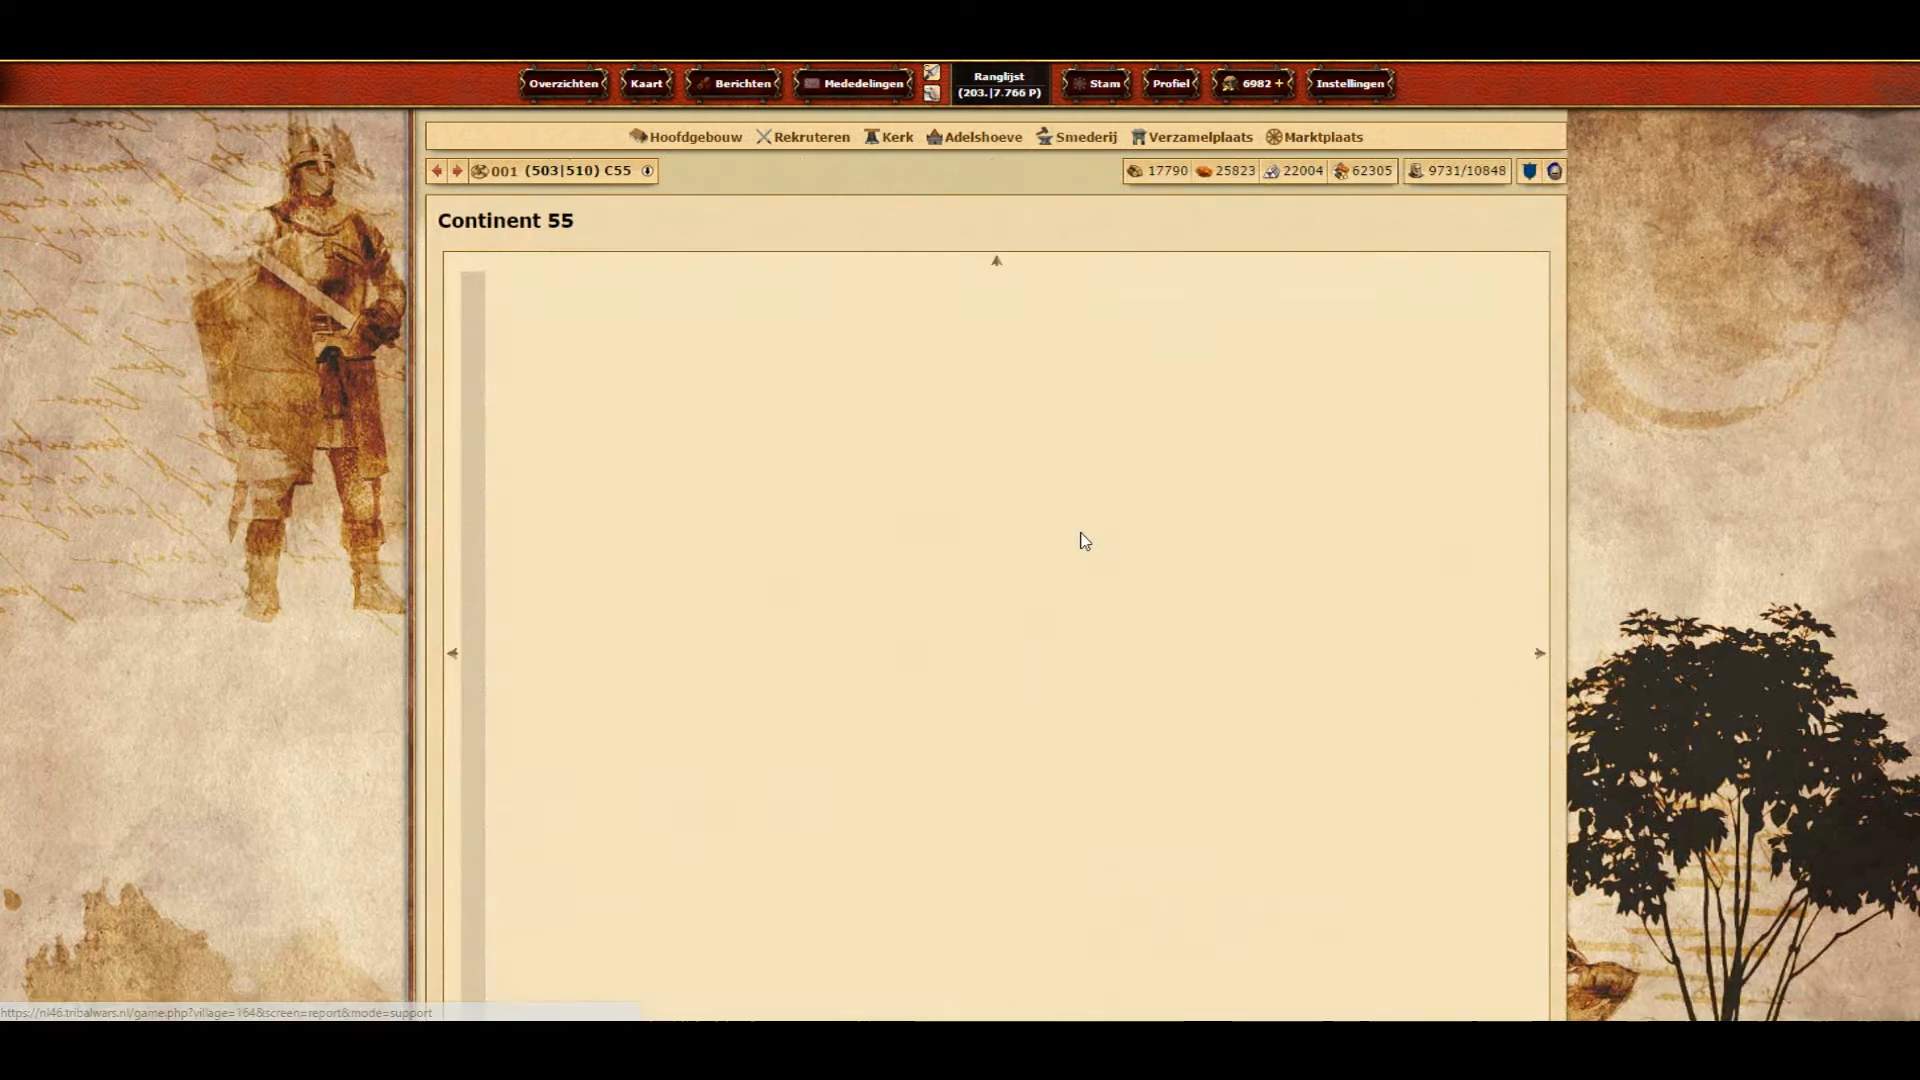 Overzichten Kaart Berichten Mededelingen Ranglijst Stam Profiel 6982 + Instellingen
(203.|7.766 P)
Hoofdgebouw Rekruteren Kerk Adelshoeve Smederij Verzamelplaats Marktplaats
001 (503|510) C55 17790 25823 22004 62305 9731/10848
Continent 55
https://nl46.tribalwars.nl/game.php?village=164&screen=report&mode=support